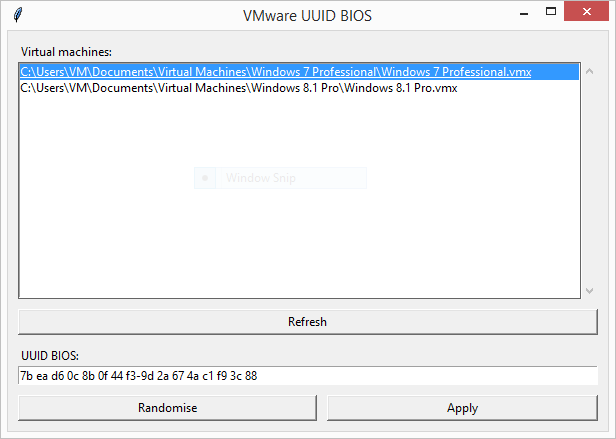 VMware UUID BIOS
Virtual machines:
C:\Users\VM\Documents\Virtual Machines\Windows 7 Professional\Windows 7 Professional.vmx
C:\Users\VM\Documents\Virtual Machines\Windows 8.1 Pro\Windows 8.1 Pro.vmx
Window Snip
Refresh
UUID BIOS:
7b ea d6 0c 8b 0f 44 f3-9d 2a 67 4a c1 f9 3c 88
Randomise
Apply